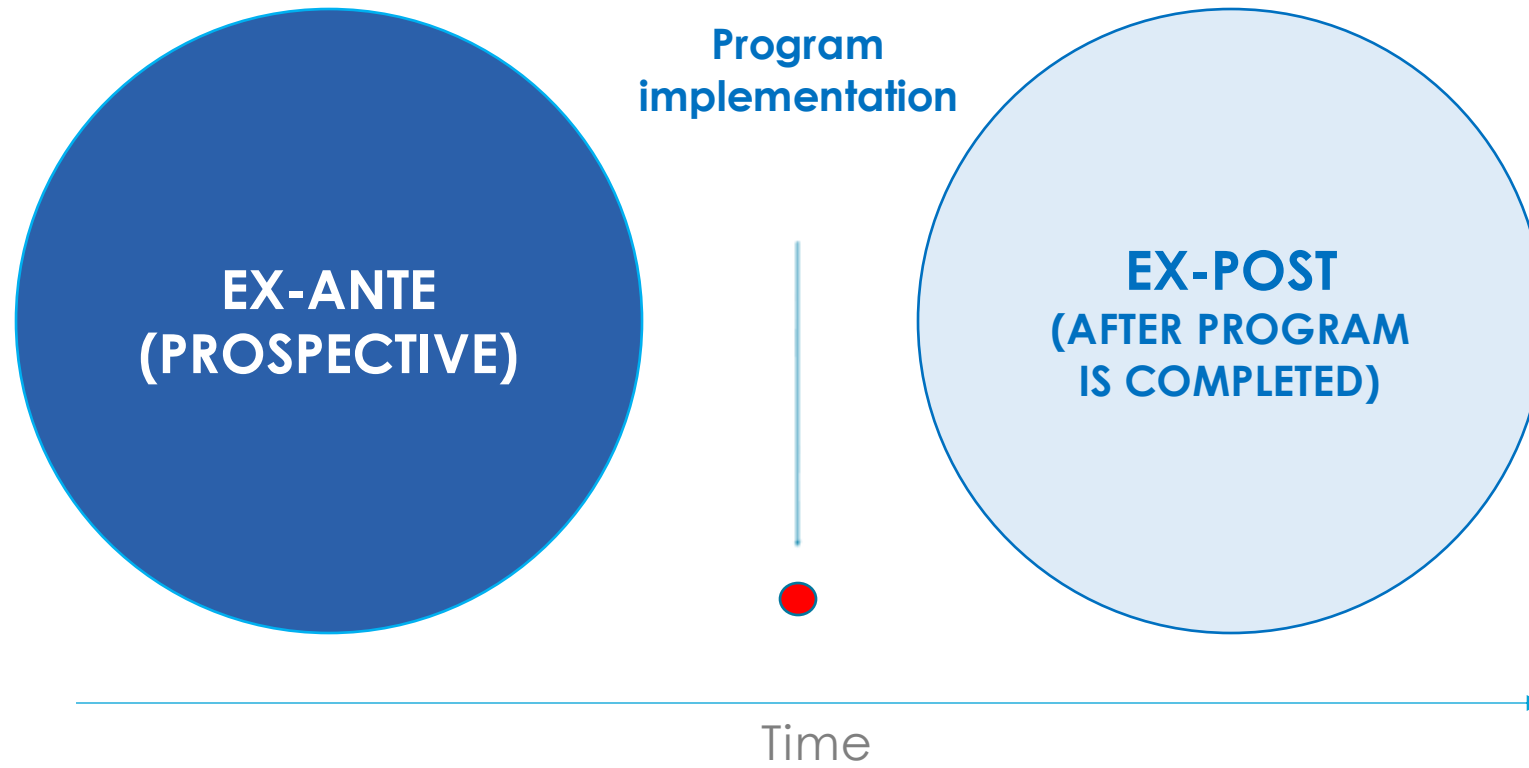 Program
implementation
EX-ANTE
(PROSPECTIVE)
EX-POST
(AFTER PROGRAM
IS COMPLETED)
Time